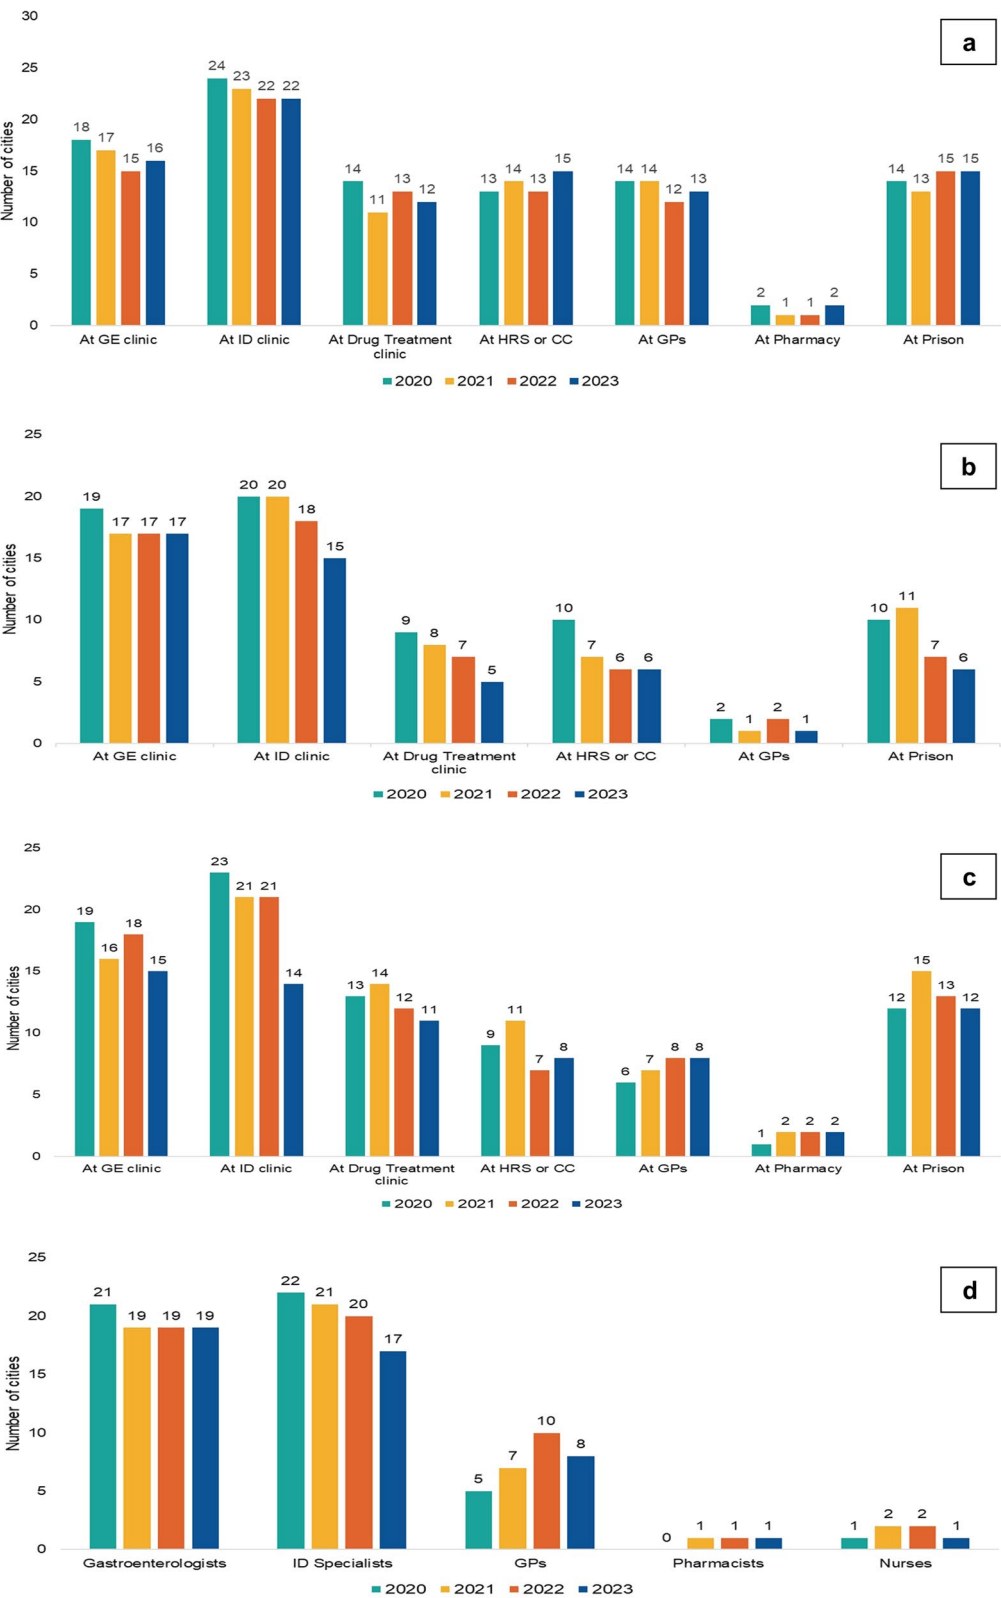 a
Number of cities
30
25
20
15
10
5
0
18 17 15 16
24 23 22 22
14 11 13 12
13 14 13 15
14 14 12 13
2 1 1 2
14 13 15 15
At GE clinic At ID clinic At Drug Treatment clinic At HRS or CC At GPs At Pharmacy At Prison
2020 2021 2022 2023
b
Number of cities
25
20
15
10
5
0
19 17 17 17
20 20 18 15
9 8 7 5
10 7 6 6
2 1 2 1
10 11 7 6
At GE clinic At ID clinic At Drug Treatment clinic At HRS or CC At GPs At Prison
2020 2021 2022 2023
c
Number of cities
25
20
15
10
5
0
19 16 18 15
23 21 21 14
13 14 12 11
9 11 7 8
6 7 8 8
1 2 2 2
12 15 13 12
At GE clinic At ID clinic At Drug Treatment clinic At HRS or CC At GPs At Pharmacy At Prison
2020 2021 2022 2023
d
Number of cities
25
20
15
10
5
0
21 19 19 19
22 21 20 17
5 7 10 8
0 1 1 1
1 2 2 1
Gastroenterologists ID Specialists GPs Pharmacists Nurses
2020 2021 2022 2023